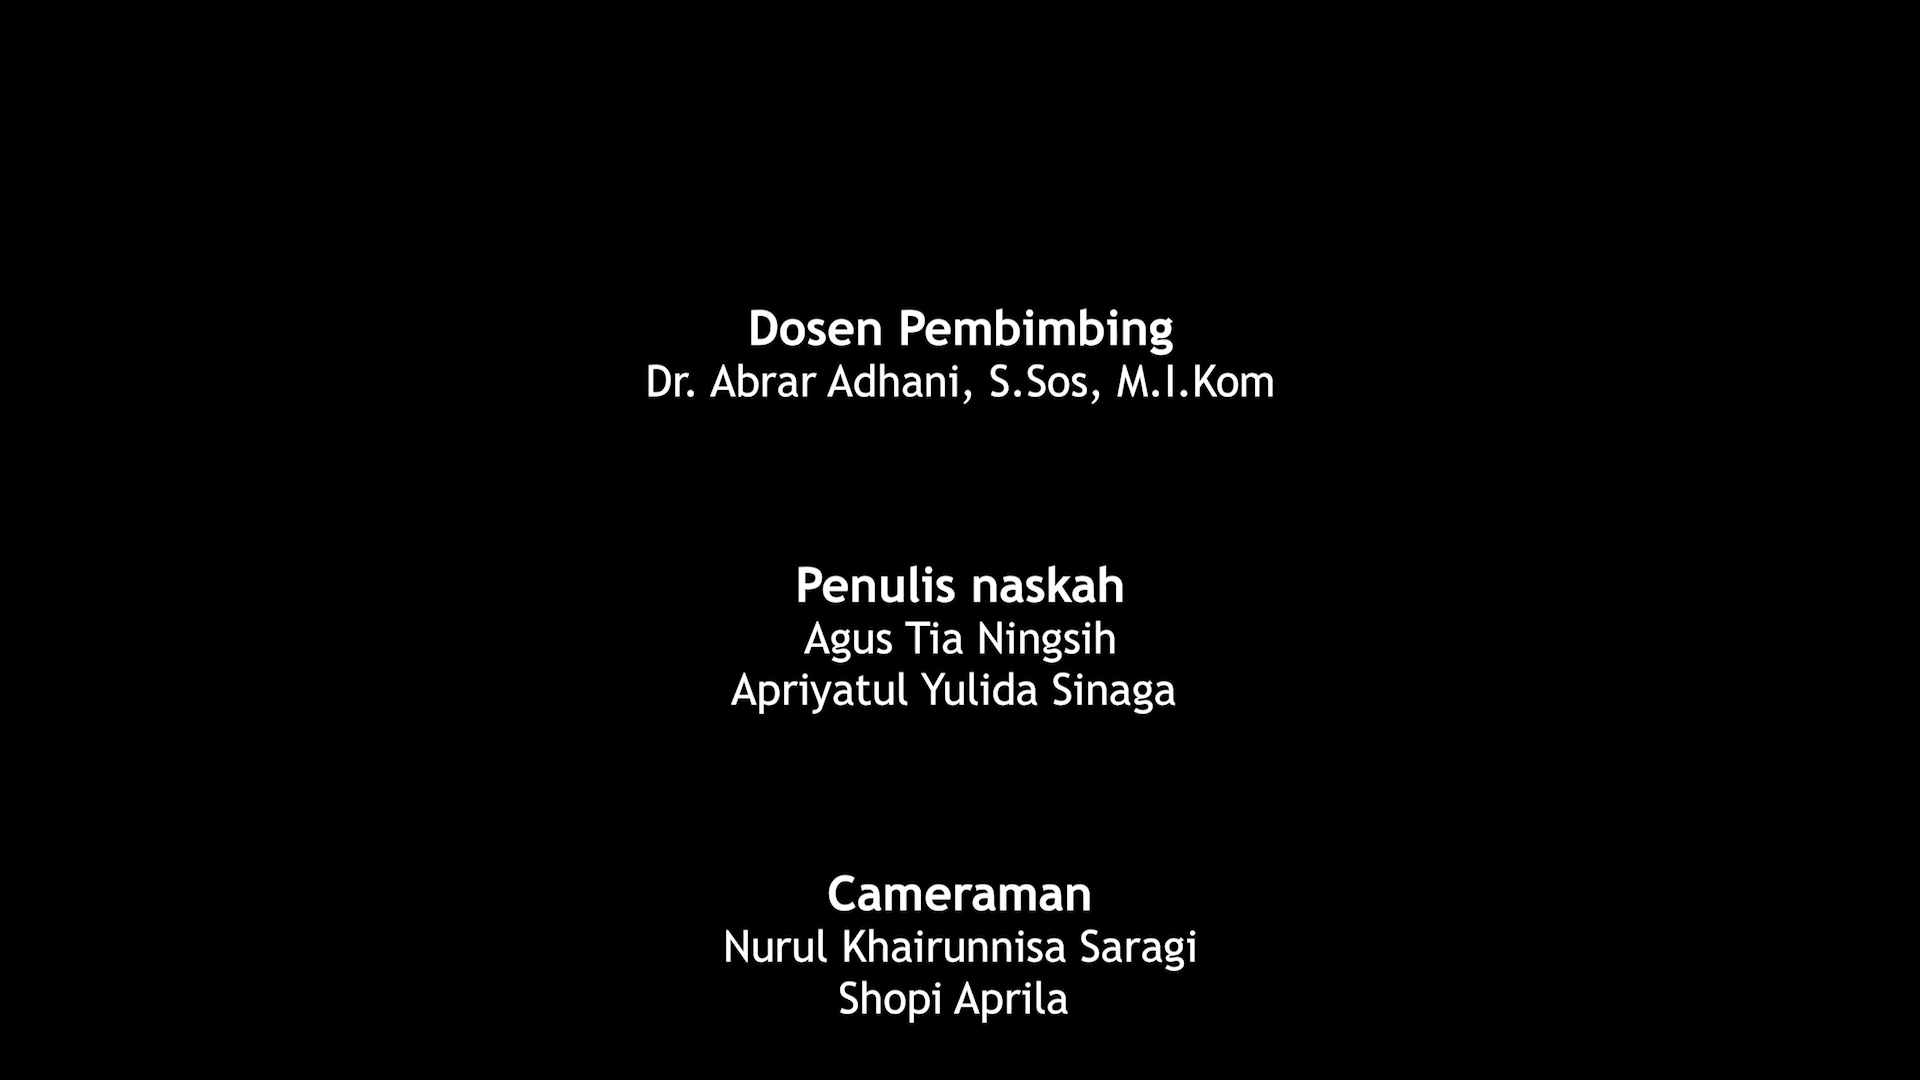 Dosen Pembimbing
Dr. Abrar Adhani, S.Sos, M.I.Kom
Penulis naskah
Agus Tia Ningsih
Apriyatul Yulida Sinaga
Cameraman
Nurul Khairunnisa Saragi
Shopi Aprila